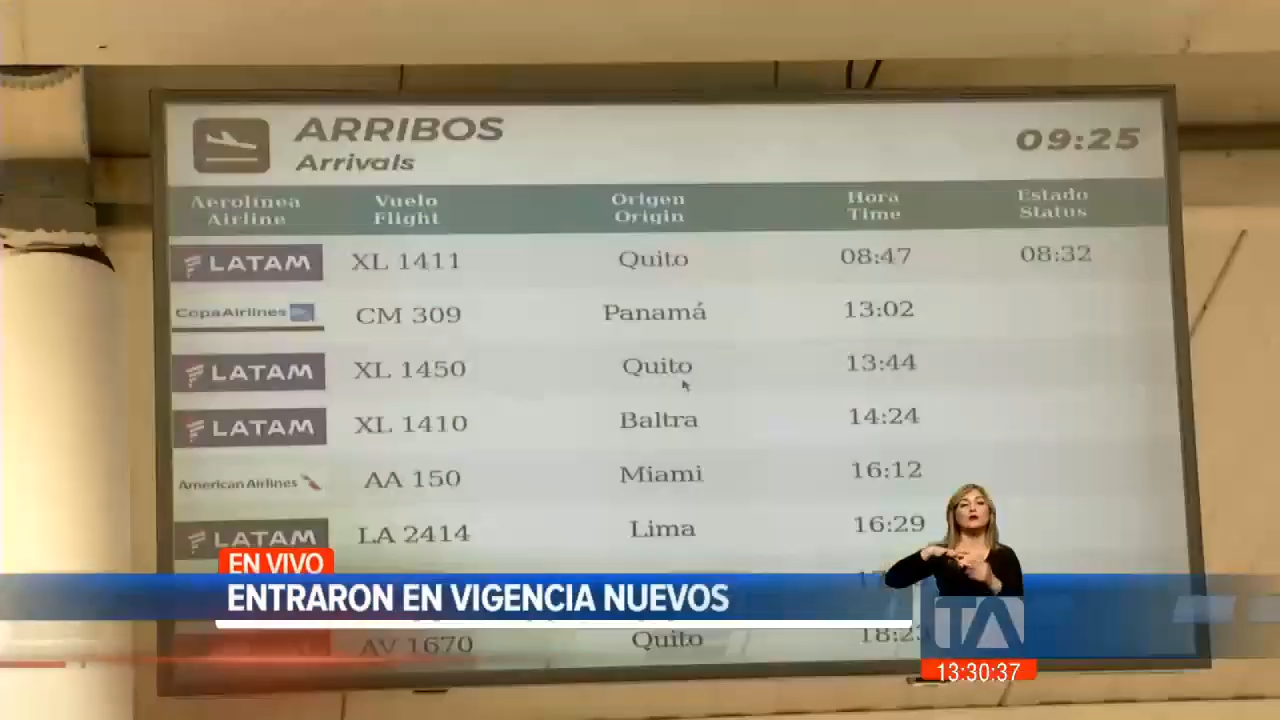 ARRIBOS
Arrivals
09:25
Aerolínea Vuelo Origen Hora Estado
Airline Flight Origin Time Status
LATAM XL 1411 Quito 08:47 08:32
CopaAirlines CM 309 Panamá 13:02
LATAM XL 1450 Quito 13:44
LATAM XL 1410 Baltra 14:24
American Airlines AA 150 Miami 16:12
LATAM LA 2414 Lima 16:29
EN VIVO
ENTRARON EN VIGENCIA NUEVOS
AV 1670 Quito
TA
13:30:37